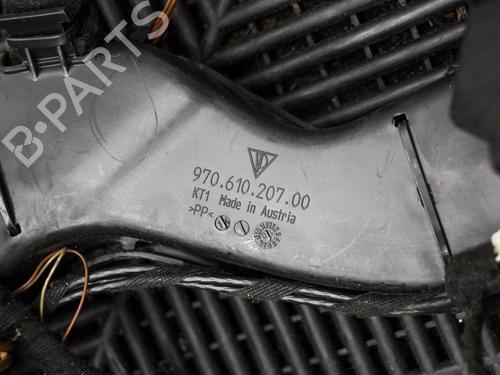 B-PARTS
970.610.207.00
KT1 Made in Austria
>PP<